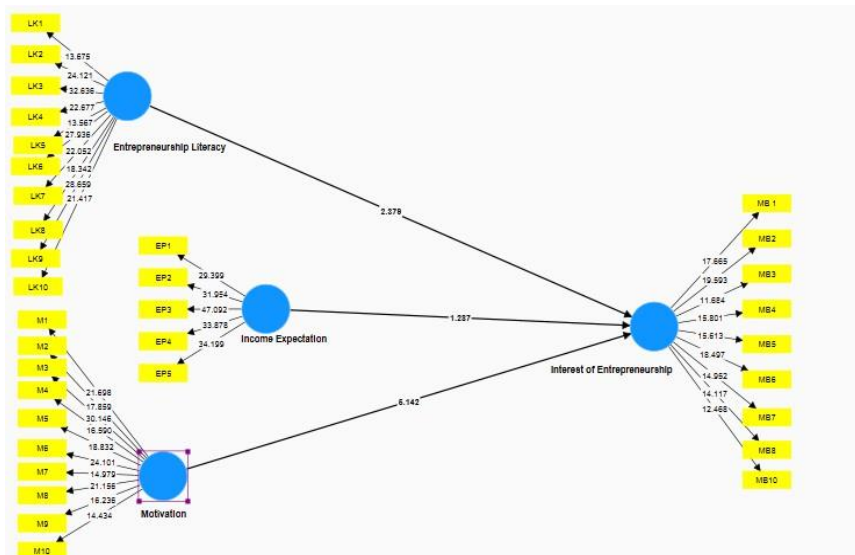 LK1
LK2
LK3
LK4
LK5
LK6
LK7
LK8
LK9
LK10
13.675
24.121
32.636
22.677
13.567
27.936
22.052
18.342
28.659
21.417
Entrepreneurship Literacy
2.379
EP1
EP2
EP3
EP4
EP5
29.399
31.954
47.092
33.878
34.199
Income Expectation
1.287
M1
M2
M3
M4
M5
M6
M7
M8
M9
M10
21.698
17.859
30.146
16.590
18.832
24.101
14.979
21.156
16.236
14.434
Motivation
5.142
Interest of Entrepreneurship
17.665
19.593
11.684
15.801
15.613
18.497
14.952
14.117
12.468
MB 1
MB2
MB3
MB4
MB5
MB6
MB7
MB8
MB10